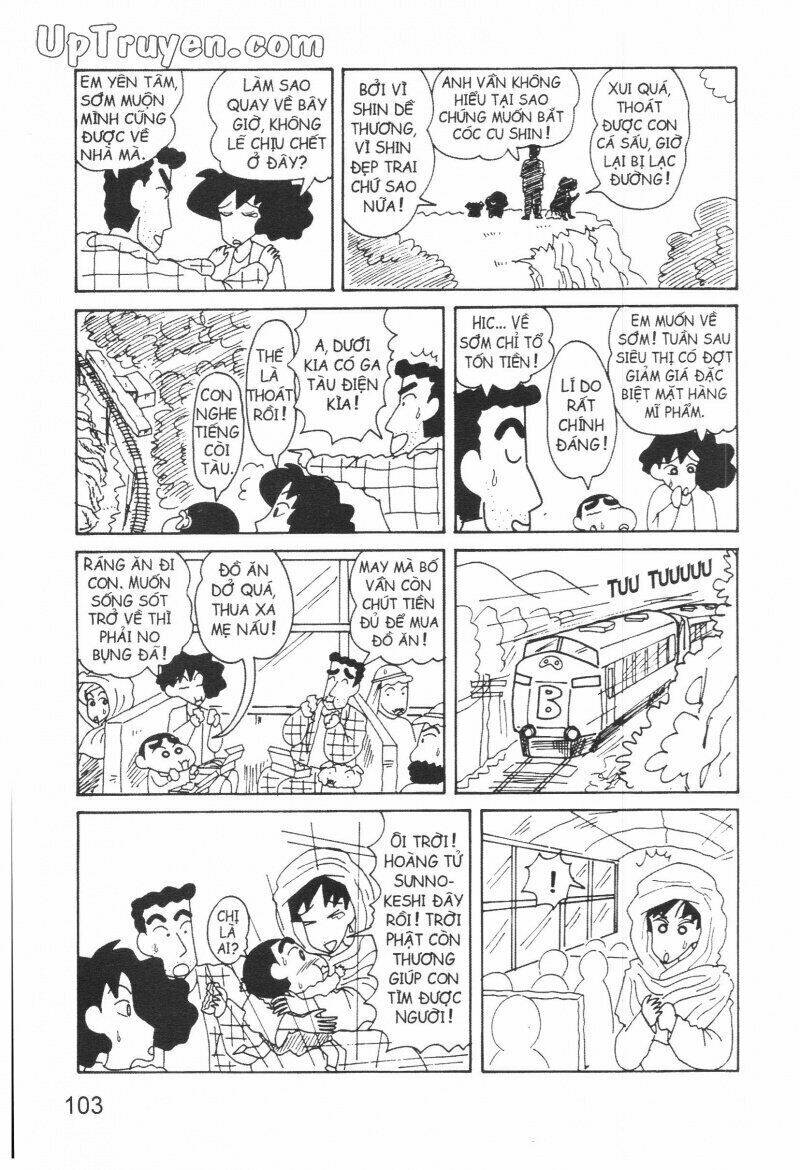 UpTruyen.com
XUI QUÁ,
THOÁT
ĐƯỢC CON
CÁ SẤU, GIỜ
LẠI BỊ LẠC
ĐƯỜNG!
ANH VẪN KHÔNG
HIỂU TẠI SAO
CHÚNG MUỐN BẮT
CÓC CU SHIN!
BỞI VÌ
SHIN DỄ
THƯƠNG,
VÌ SHIN
ĐẸP TRAI
CHỨ SAO
NỮA!
LÀM SAO
QUAY VỀ BÂY
GIỜ, KHÔNG
LẼ CHỊU CHẾT
Ở ĐÂY?
EM YÊN TÂM,
SỚM MUỘN
MÌNH CŨNG
ĐƯỢC VỀ
NHÀ MÀ.
EM MUỐN VỀ
SỚM! TUẦN SAU
SIÊU THỊ CÓ ĐỢT
GIẢM GIÁ ĐẶC
BIỆT MẶT HÀNG
MĨ PHẨM.
LÍ DO
RẤT
CHÍNH
ĐÁNG!
HIC... VỀ
SỚM CHỈ TỔ
TỐN TIỀN!
A, DƯỚI
KIA CÓ GA
TÀU ĐIỆN
KÌA!
THẾ
LÀ
THOÁT
RỒI!
CON
NGHE
TIẾNG
CÒI
TÀU.
TUU TUUUUU
B
MAY MÀ BỐ
VẪN CÒN
CHÚT TIỀN
ĐỦ ĐỂ MUA
ĐỒ ĂN!
ĐỒ ĂN
DỞ QUÁ,
THUA XA
MẸ NẤU!
RÁNG ĂN ĐI
CON. MUỐN
SỐNG SÓT
TRỞ VỀ THÌ
PHẢI NO
BỤNG ĐÃ!
!
ÔI TRỜI!
HOÀNG TỬ
SUNNO-
KESHI ĐÂY
RỒI! TRỜI
PHẬT CÒN
THƯƠNG
GIÚP CON
TÌM ĐƯỢC
NGƯỜI!
CHỊ
LÀ
AI?
103